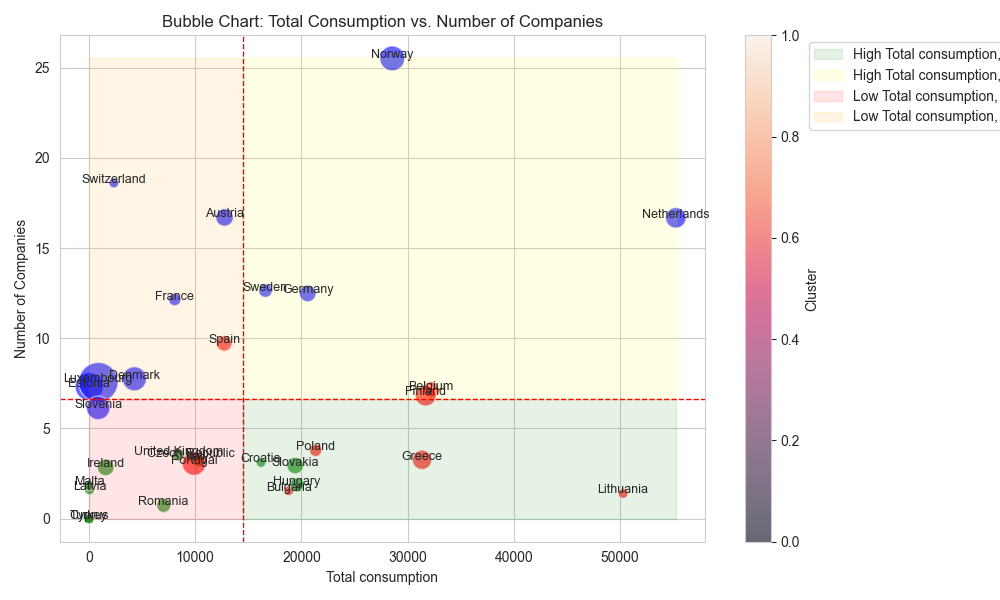 Bubble Chart: Total Consumption vs. Number of Companies
Number of Companies
25
20
15
10
5
0
Norway
Switzerland
Austria
Netherlands
Sweden
Germany
France
Spain
Luxembourg
Denmark
Estonia
Belgium
Finland
Slovenia
Poland
United Kingdom
Czech Republic
Croatia
Greece
Portugal
Ireland
Slovakia
Malta
Latvia
Hungary
Bulgaria
Lithuania
Romania
Cyprus
Turkey
0
10000
20000
30000
40000
50000
Total consumption
1.0
0.8
0.6
0.4
0.2
0.0
Cluster
High Total consumption,
High Total consumption,
Low Total consumption,
Low Total consumption,